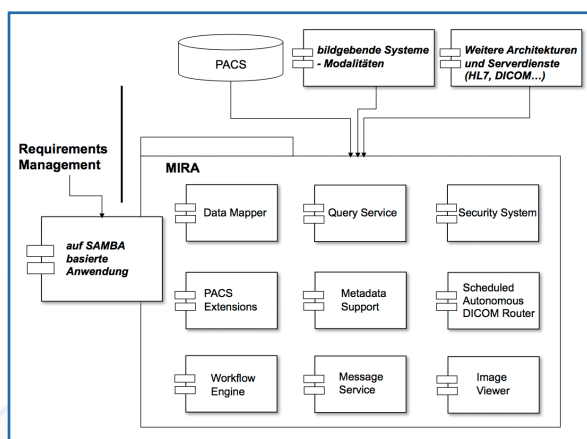 PACS
bildgebende Systeme
- Modalitäten
Weitere Architekturen
und Serverdienste
(HL7, DICOM...)
Requirements
Management
MIRA
Data Mapper
Query Service
Security System
auf SAMBA
basierte
Anwendung
PACS
Extensions
Metadata
Support
Scheduled
Autonomous
DICOM Router
Workflow
Engine
Message
Service
Image
Viewer